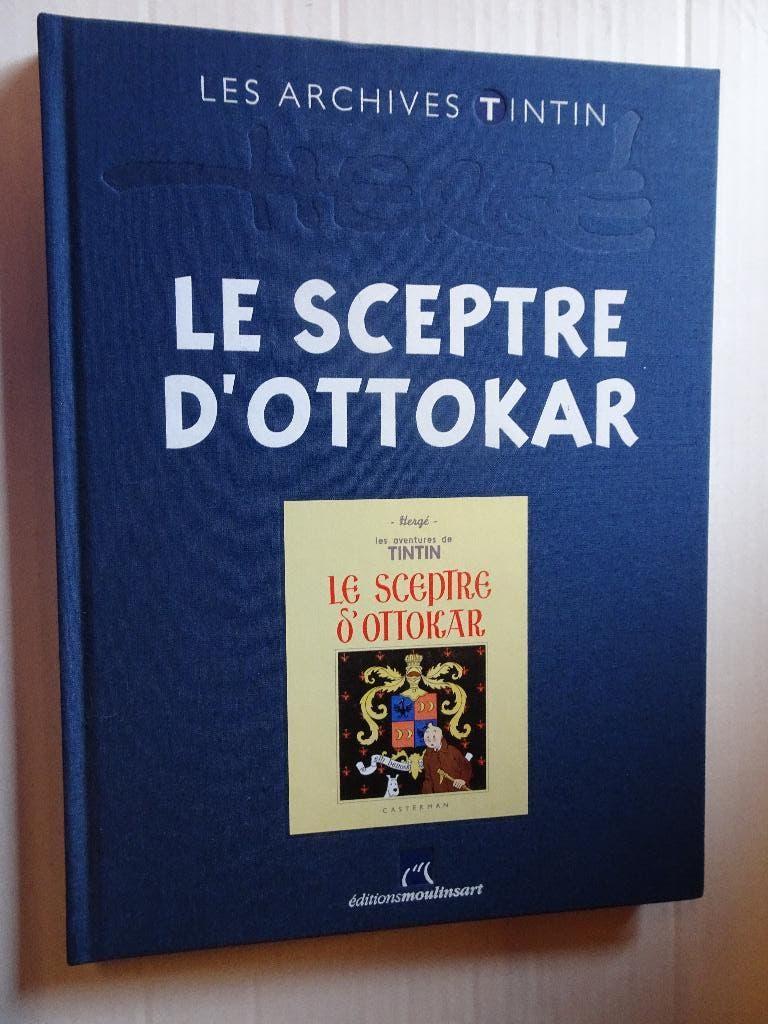 LES ARCHIVES TINTIN
HERGÉ
LE SCEPTRE
D'OTTOKAR
- Hergé -
les aventures de
TINTIN
LE SCEPTRE
D'OTTOKAR
CASTERMAN
éditionsmoulinsart